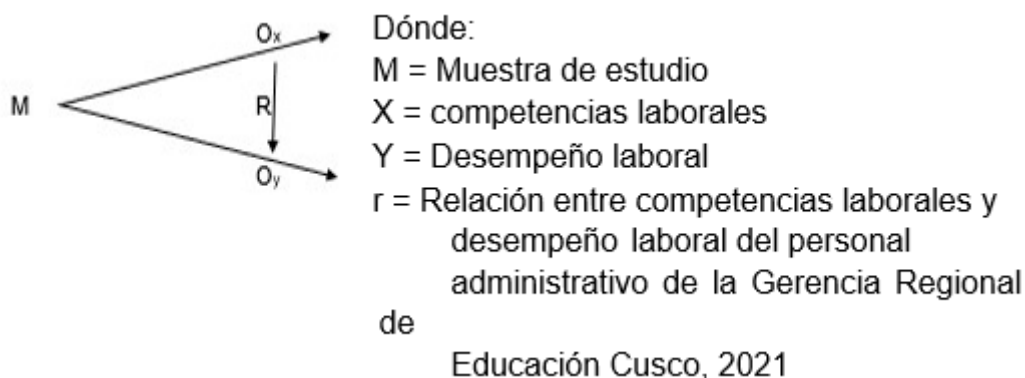 Oₓ
M
R
Oᵧ
Dónde:
M = Muestra de estudio
X = competencias laborales
Y = Desempeño laboral
r = Relación entre competencias laborales y
desempeño laboral del personal
administrativo de la Gerencia Regional
de
Educación Cusco, 2021